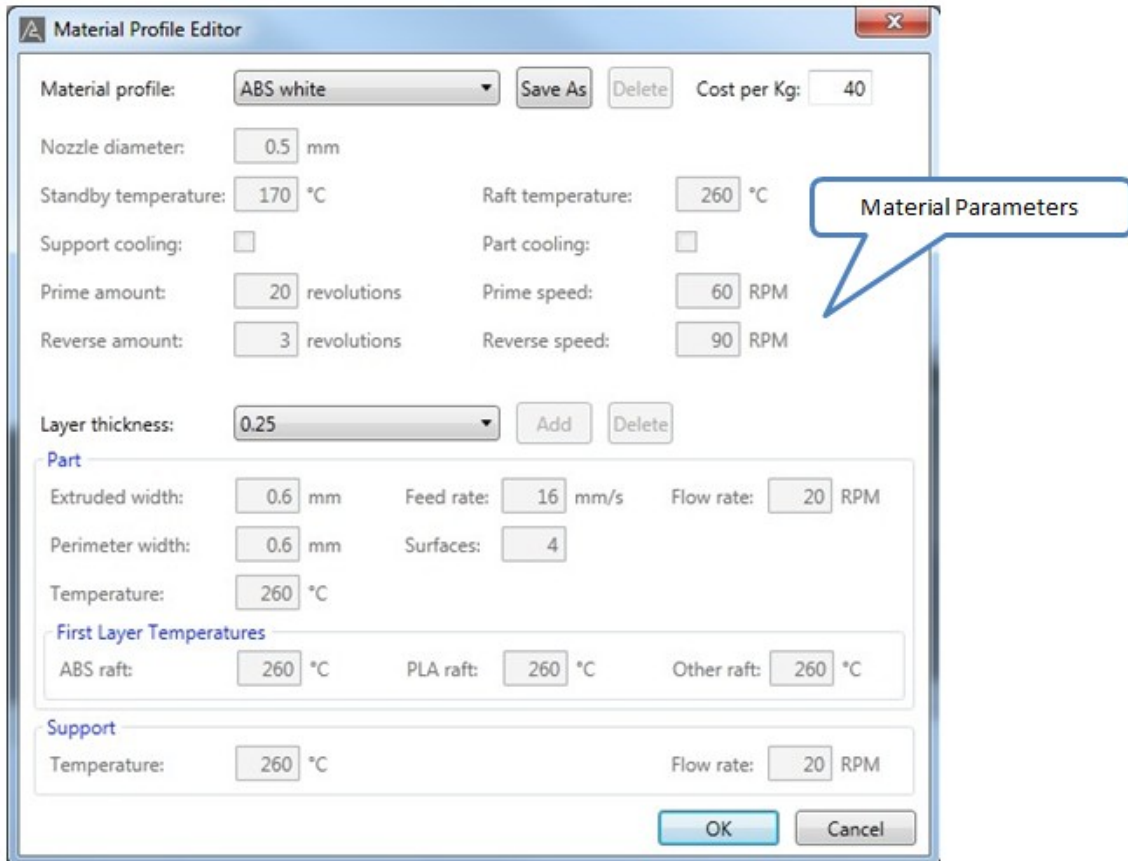 Material Profile Editor
Material profile: ABS white Save As Delete Cost per Kg: 40
Nozzle diameter: 0.5 mm
Standby temperature: 170 °C Raft temperature: 260 °C
Material Parameters
Support cooling: Part cooling:
Prime amount: 20 revolutions Prime speed: 60 RPM
Reverse amount: 3 revolutions Reverse speed: 90 RPM
Layer thickness: 0.25 Add Delete
Part
Extruded width: 0.6 mm Feed rate: 16 mm/s Flow rate: 20 RPM
Perimeter width: 0.6 mm Surfaces: 4
Temperature: 260 °C
First Layer Temperatures
ABS raft: 260 °C PLA raft: 260 °C Other raft: 260 °C
Support
Temperature: 260 °C Flow rate: 20 RPM
OK Cancel